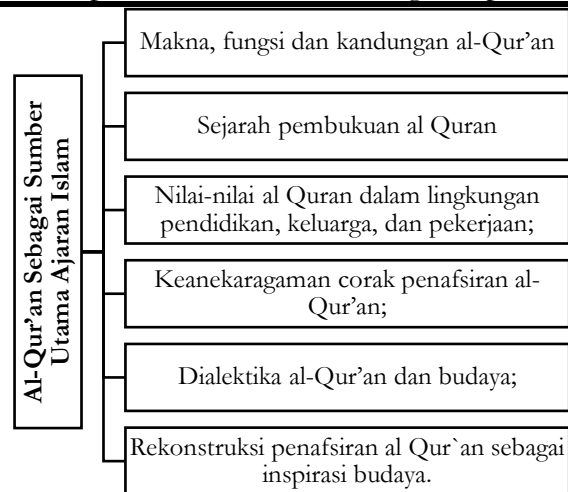 Al-Qur'an Sebagai Sumber
Utama Ajaran Islam
Makna, fungsi dan kandungan al-Qur'an
Sejarah pembukuan al Quran
Nilai-nilai al Quran dalam lingkungan
pendidikan, keluarga, dan pekerjaan;
Keanekaragaman corak penafsiran al-
Qur'an;
Dialektika al-Qur'an dan budaya;
Rekonstruksi penafsiran al Qur`an sebagai
inspirasi budaya.